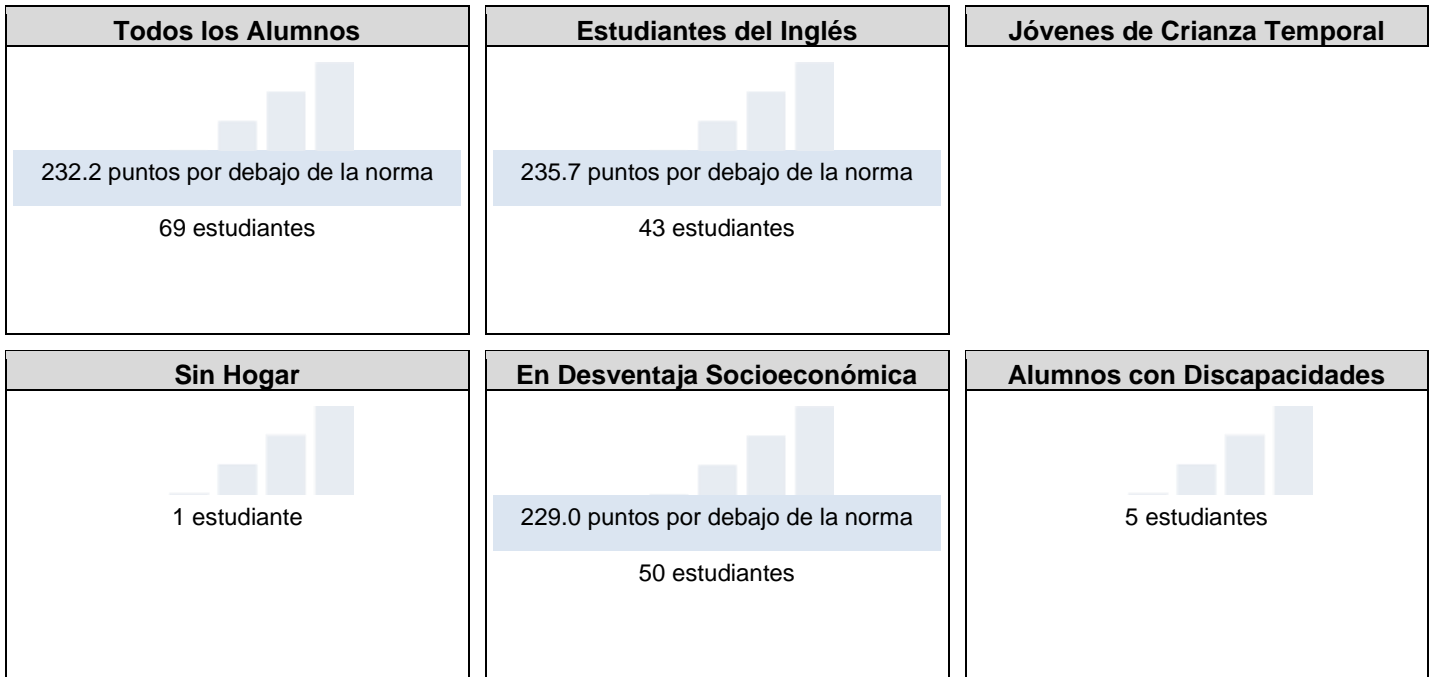 Todos los Alumnos
232.2 puntos por debajo de la norma
69 estudiantes
Estudiantes del Inglés
235.7 puntos por debajo de la norma
43 estudiantes
Jóvenes de Crianza Temporal
Sin Hogar
1 estudiante
En Desventaja Socioeconómica
229.0 puntos por debajo de la norma
50 estudiantes
Alumnos con Discapacidades
5 estudiantes